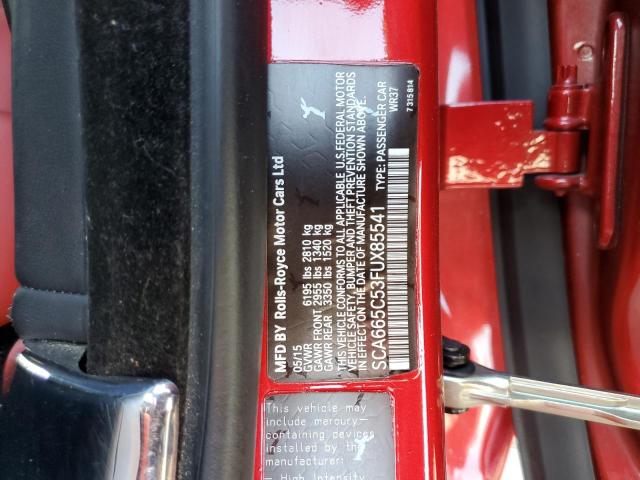 MFD BY Rolls-Royce Motor Cars Ltd
05/15
GVWR 6195 lbs 2810 kg
GAWR FRONT 2955 lbs 1340 kg
GAWR REAR 3350 lbs 1520 kg
THIS VEHICLE CONFORMS TO ALL APPLICABLE U.S.FEDERAL MOTOR
VEHICLE SAFETY, BUMPER AND THEFT PREVENTION STANDARDS
IN EFFECT ON THE DATE OF MANUFACTURE SHOWN ABOVE.
SCA665C53FUX85541 TYPE: PASSENGER CAR
WR37
7 315 814
This vehicle may
include mercury-
containing devices
installed by the
manufacturer:
- High Intensity